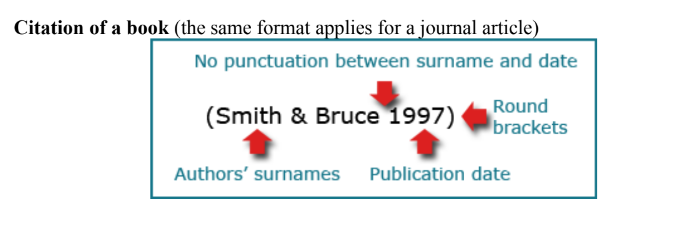 Citation of a book (the same format applies for a journal article)
No punctuation between surname and date
(Smith & Bruce 1997)
Round
brackets
Authors' surnames
Publication date